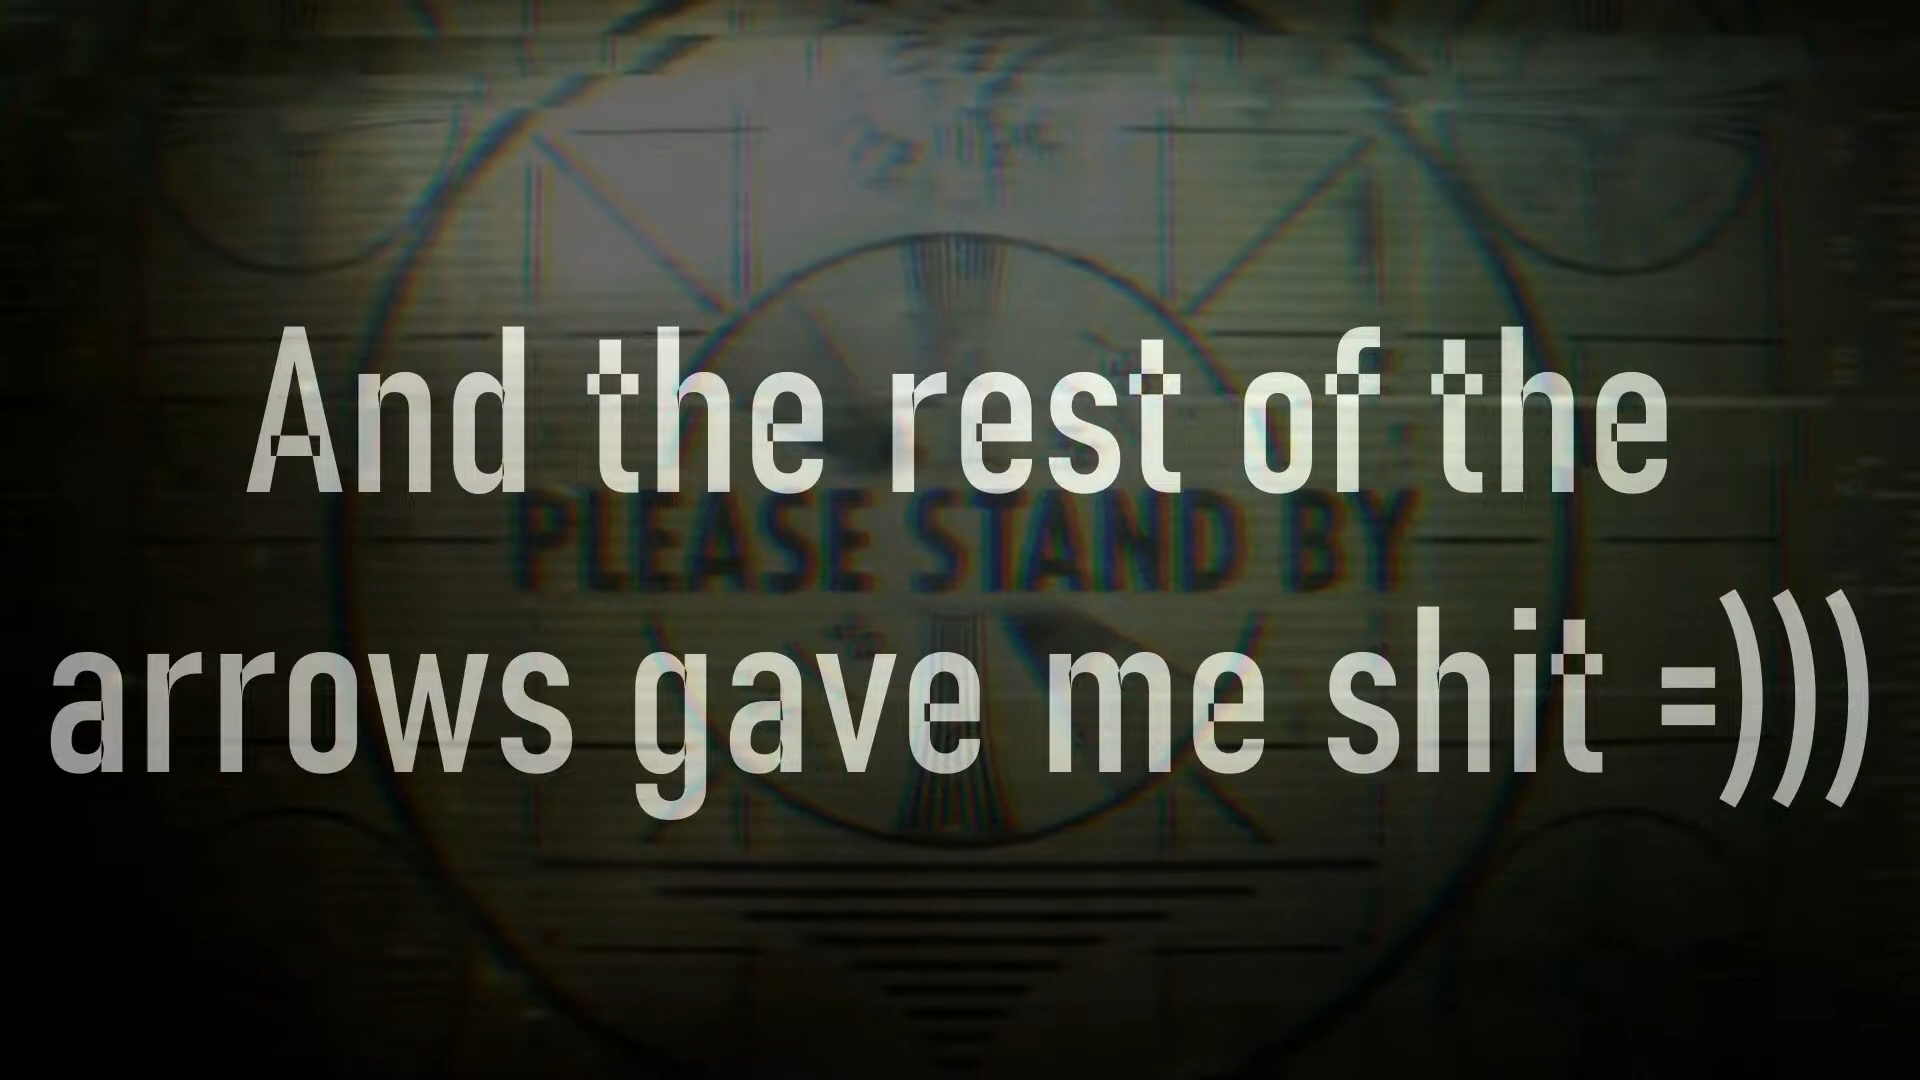 And the rest of the
PLEASE STAND BY
arrows gave me shit =)))